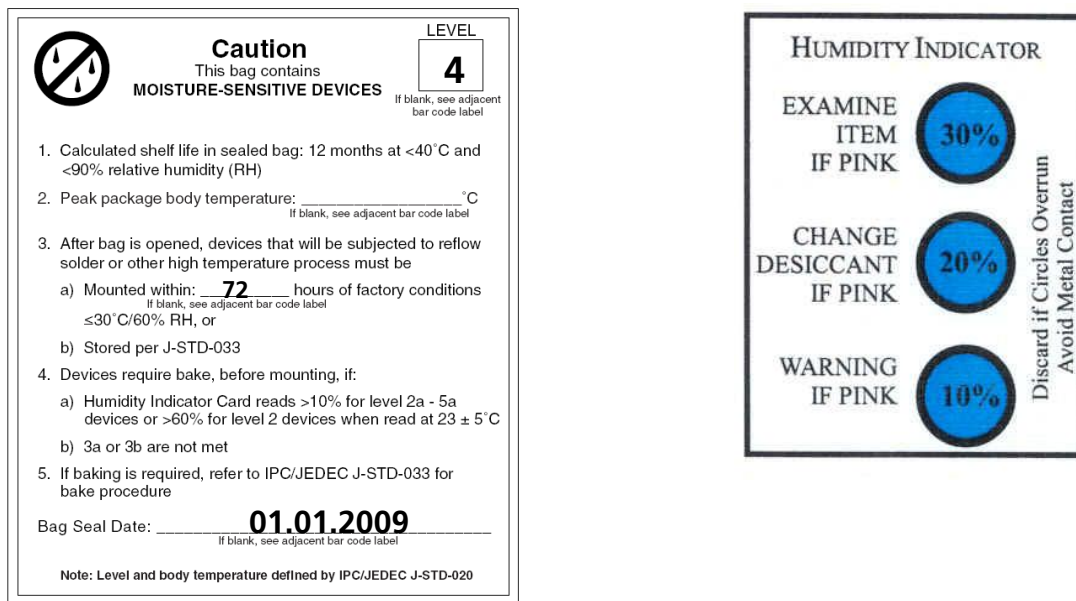 LEVEL
4
If blank, see adjacent
bar code label
Caution
This bag contains
MOISTURE-SENSITIVE DEVICES
1. Calculated shelf life in sealed bag: 12 months at <40˚C and
<90% relative humidity (RH)
2. Peak package body temperature: ___________________˚C
If blank, see adjacent bar code label
3. After bag is opened, devices that will be subjected to reflow
solder or other high temperature process must be
a) Mounted within: __72____ hours of factory conditions
If blank, see adjacent bar code label
≤30˚C/60% RH, or
b) Stored per J-STD-033
4. Devices require bake, before mounting, if:
a) Humidity Indicator Card reads >10% for level 2a - 5a
devices or >60% for level 2 devices when read at 23 ± 5˚C
b) 3a or 3b are not met
5. If baking is required, refer to IPC/JEDEC J-STD-033 for
bake procedure
Bag Seal Date: 01.01.2009
If blank, see adjacent bar code label
Note: Level and body temperature defined by IPC/JEDEC J-STD-020
HUMIDITY INDICATOR
EXAMINE
ITEM
IF PINK
30%
CHANGE
DESICCANT
IF PINK
20%
WARNING
IF PINK
10%
Discard if Circles Overrun
Avoid Metal Contact